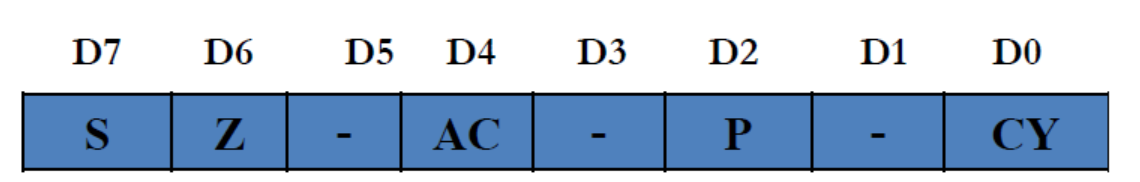 D7 D6 D5 D4 D3 D2 D1 D0
S Z - AC - P - CY